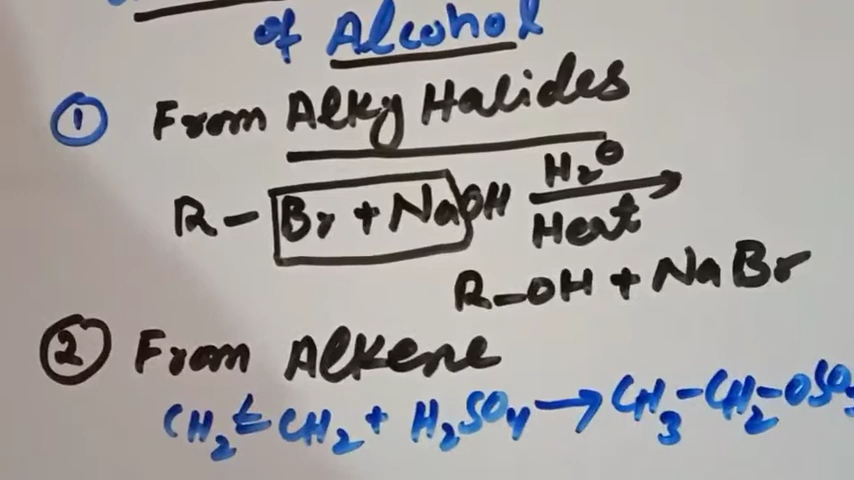 of Alcohol
① From Alky Halides
R - Br + NaOH H₂O Heat →
R-OH + NaBr
② From Alkene
CH₂=CH₂ + H₂SO₄ → CH₃-CH₂-OSO₃